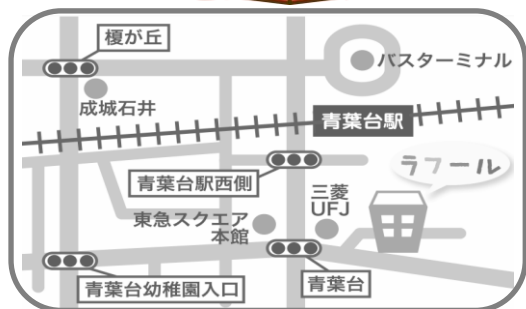 榎が丘
バスターミナル
成城石井
青葉台駅
ラフール
青葉台駅西側
三菱
UFJ
東急スクエア
本館
青葉台幼稚園入口
青葉台